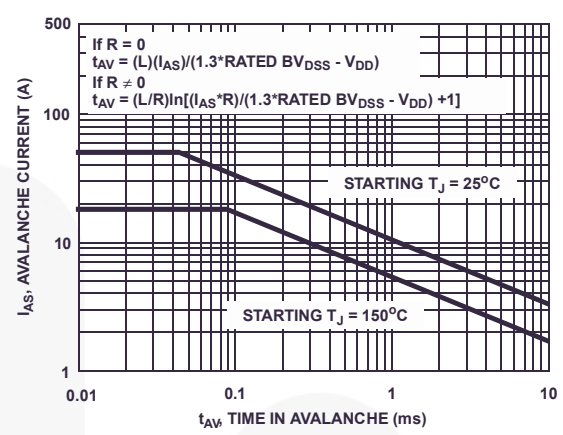 500
If R = 0
tAV = (L)(IAS)/(1.3*RATED BVDSS - VDD)
If R ≠ 0
tAV = (L/R)ln[(IAS*R)/(1.3*RATED BVDSS - VDD) +1]
100
STARTING TJ = 25°C
IAS, AVALANCHE CURRENT (A)
10
STARTING TJ = 150°C
1
0.01
0.1
1
10
tAV, TIME IN AVALANCHE (ms)